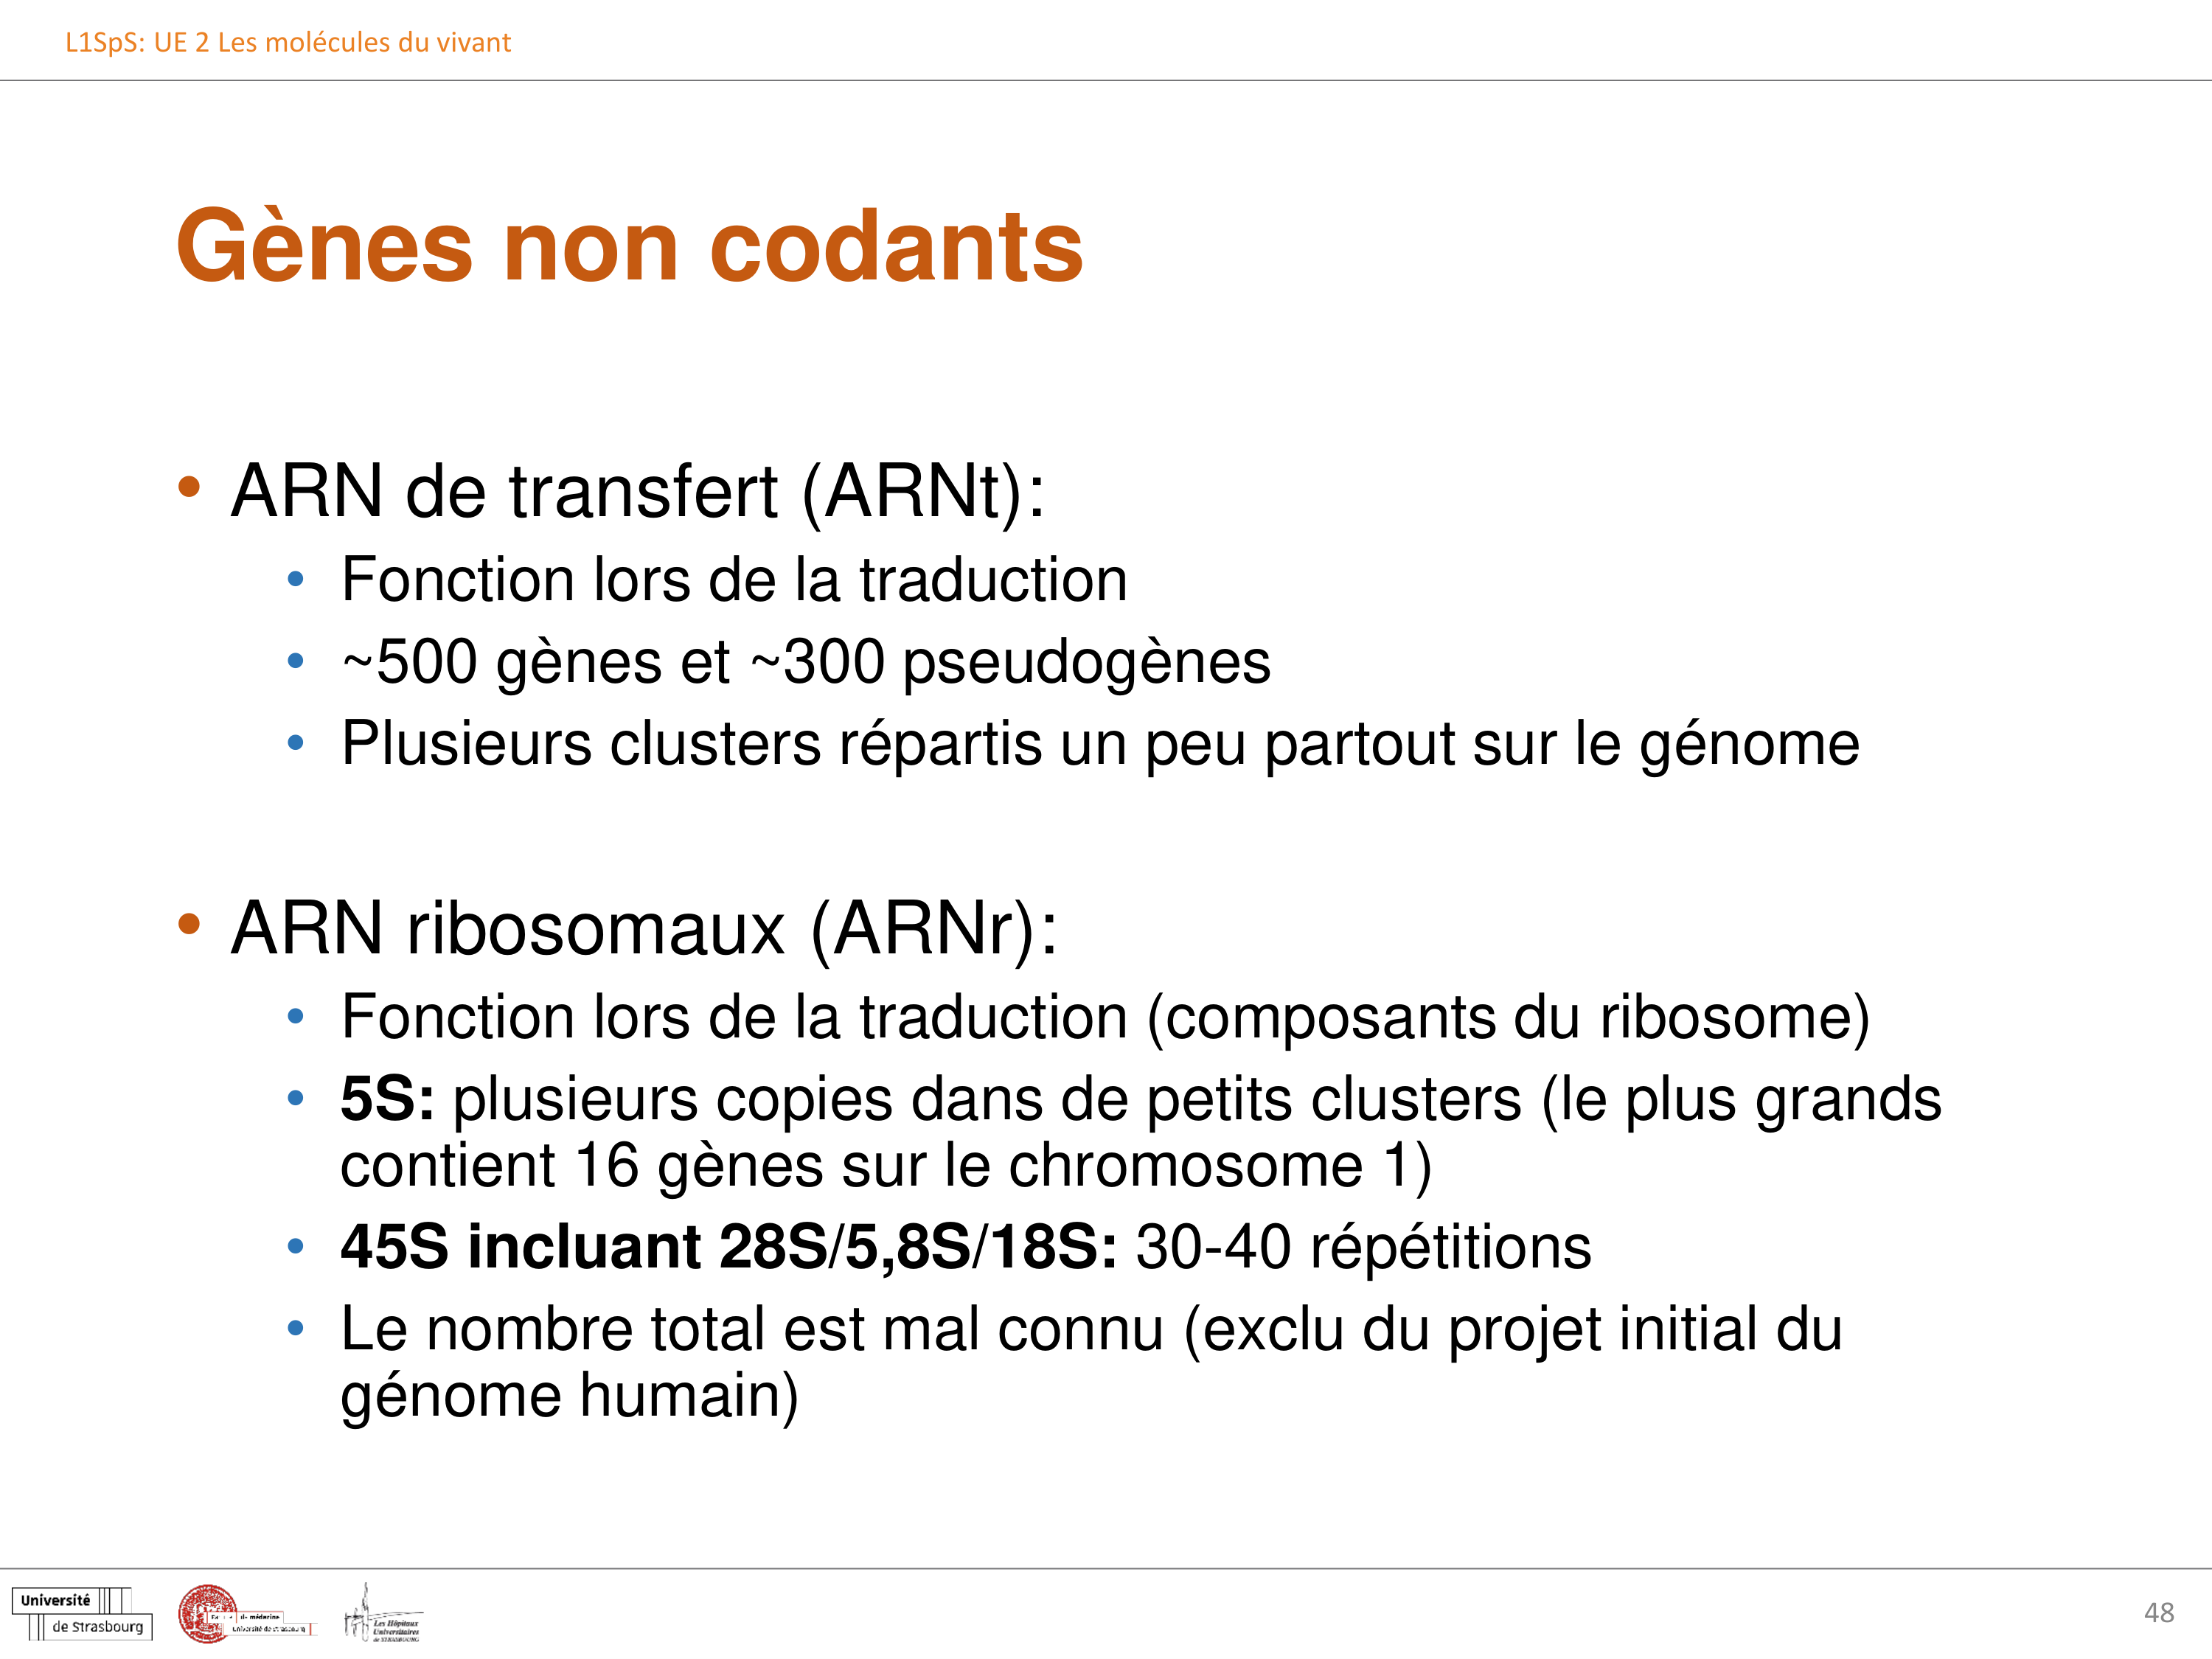 L1SpS: UE 2 Les molécules du vivant
Gènes non codants
• ARN de transfert (ARNt):
• Fonction lors de la traduction
• ~500 gènes et ~300 pseudogènes
• Plusieurs clusters répartis un peu partout sur le génome
• ARN ribosomaux (ARNr):
• Fonction lors de la traduction (composants du ribosome)
• 5S: plusieurs copies dans de petits clusters (le plus grands
contient 16 gènes sur le chromosome 1)
• 45S incluant 28S/5,8S/18S: 30-40 répétitions
• Le nombre total est mal connu (exclu du projet initial du
génome humain)
Université
de Strasbourg
de médecine
Université de Strasbourg
Les Hôpitaux
Universitaires
de STRASBOURG
48